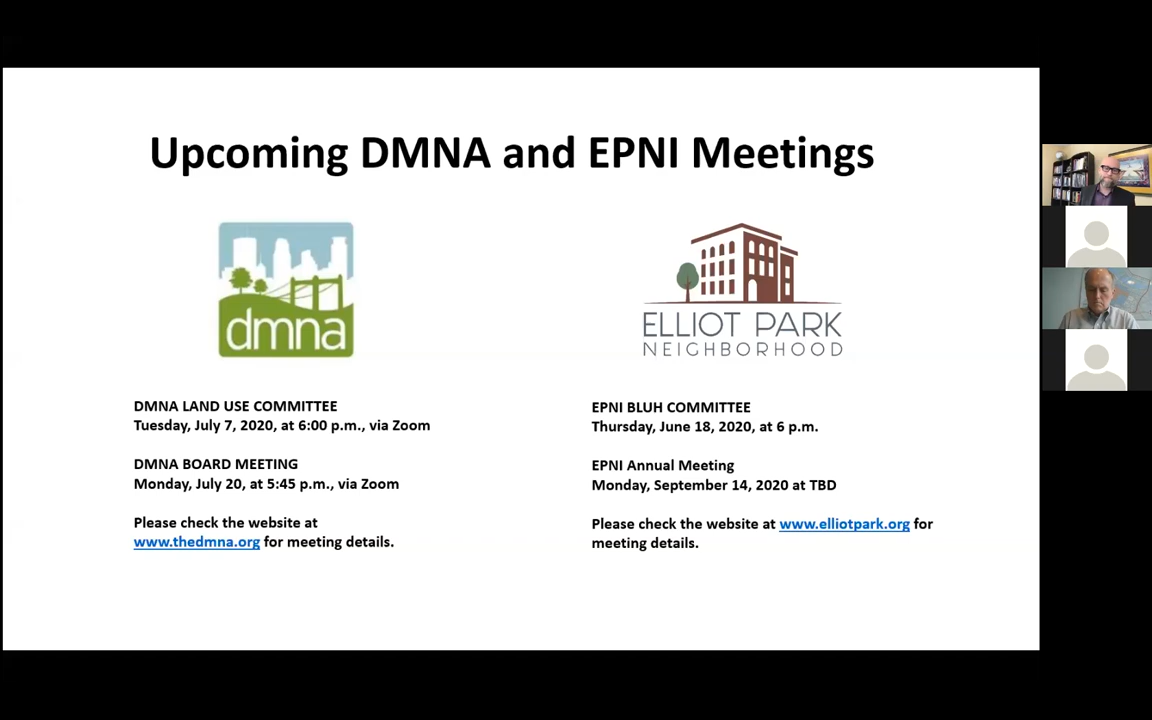 Upcoming DMNA and EPNI Meetings
dmna
DMNA LAND USE COMMITTEE
Tuesday, July 7, 2020, at 6:00 p.m., via Zoom
DMNA BOARD MEETING
Monday, July 20, at 5:45 p.m., via Zoom
Please check the website at
www.thedmna.org for meeting details.
ELLIOT PARK
NEIGHBORHOOD
EPNI BLUH COMMITTEE
Thursday, June 18, 2020, at 6 p.m.
EPNI Annual Meeting
Monday, September 14, 2020 at TBD
Please check the website at www.elliotpark.org for
meeting details.